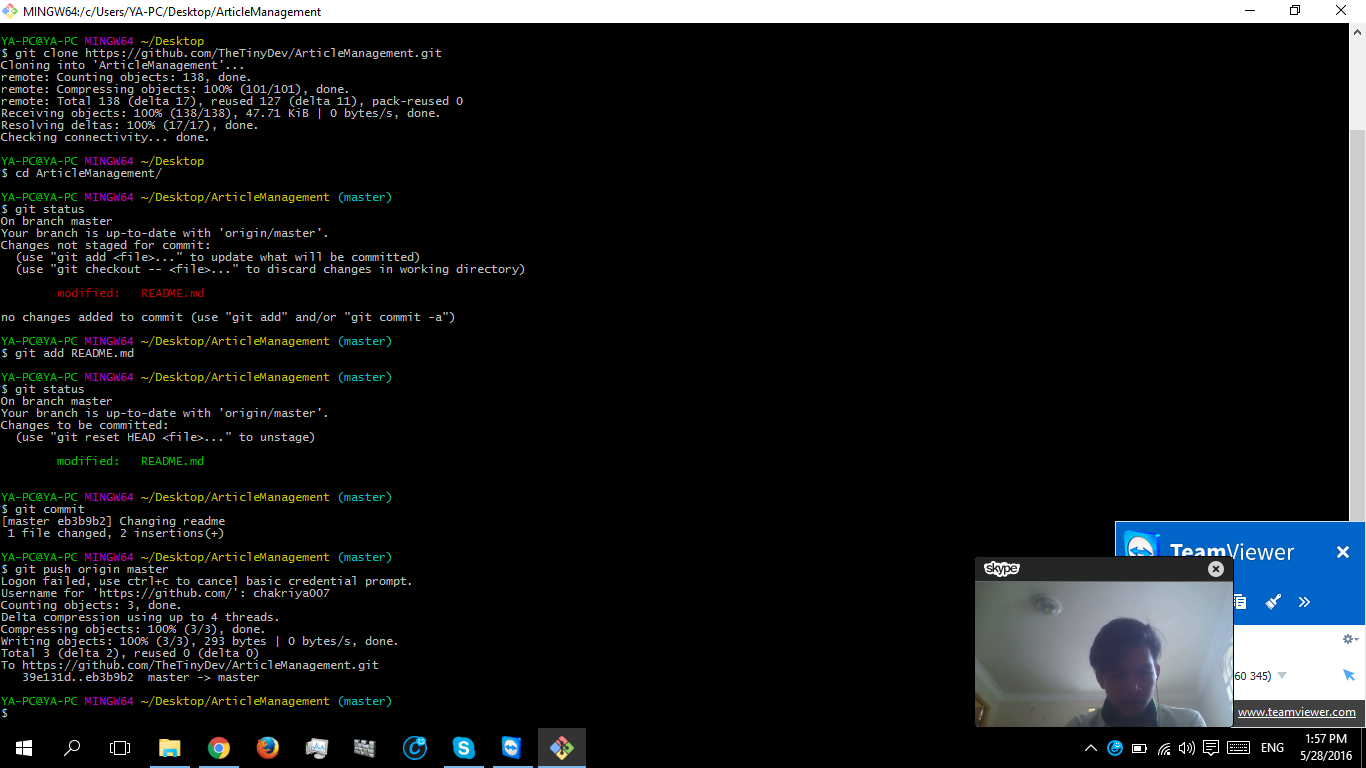 MINGW64:/c/Users/YA-PC/Desktop/ArticleManagement
YA-PC@YA-PC MINGW64 ~/Desktop
$ git clone https://github.com/TheTinyDev/ArticleManagement.git
Cloning into 'ArticleManagement'...
remote: Counting objects: 138, done.
remote: Compressing objects: 100% (101/101), done.
remote: Total 138 (delta 17), reused 127 (delta 11), pack-reused 0
Receiving objects: 100% (138/138), 47.71 KiB | 0 bytes/s, done.
Resolving deltas: 100% (17/17), done.
Checking connectivity... done.
YA-PC@YA-PC MINGW64 ~/Desktop
$ cd ArticleManagement/
YA-PC@YA-PC MINGW64 ~/Desktop/ArticleManagement (master)
$ git status
On branch master
Your branch is up-to-date with 'origin/master'.
Changes not staged for commit:
  (use "git add <file>..." to update what will be committed)
  (use "git checkout -- <file>..." to discard changes in working directory)
        modified:   README.md
no changes added to commit (use "git add" and/or "git commit -a")
YA-PC@YA-PC MINGW64 ~/Desktop/ArticleManagement (master)
$ git add README.md
YA-PC@YA-PC MINGW64 ~/Desktop/ArticleManagement (master)
$ git status
On branch master
Your branch is up-to-date with 'origin/master'.
Changes to be committed:
  (use "git reset HEAD <file>..." to unstage)
        modified:   README.md
YA-PC@YA-PC MINGW64 ~/Desktop/ArticleManagement (master)
$ git commit
[master eb3b9b2] Changing readme
 1 file changed, 2 insertions(+)
YA-PC@YA-PC MINGW64 ~/Desktop/ArticleManagement (master)
$ git push origin master
Logon failed, use ctrl+c to cancel basic credential prompt.
Username for 'https://github.com/': chakriya007
Counting objects: 3, done.
Delta compression using up to 4 threads.
Compressing objects: 100% (3/3), done.
Writing objects: 100% (3/3), 293 bytes | 0 bytes/s, done.
Total 3 (delta 2), reused 0 (delta 0)
To https://github.com/TheTinyDev/ArticleManagement.git
   39e131d..eb3b9b2  master -> master
YA-PC@YA-PC MINGW64 ~/Desktop/ArticleManagement (master)
$
TeamViewer
skype
60 345)
www.teamviewer.com
ENG
1:57 PM
5/28/2016